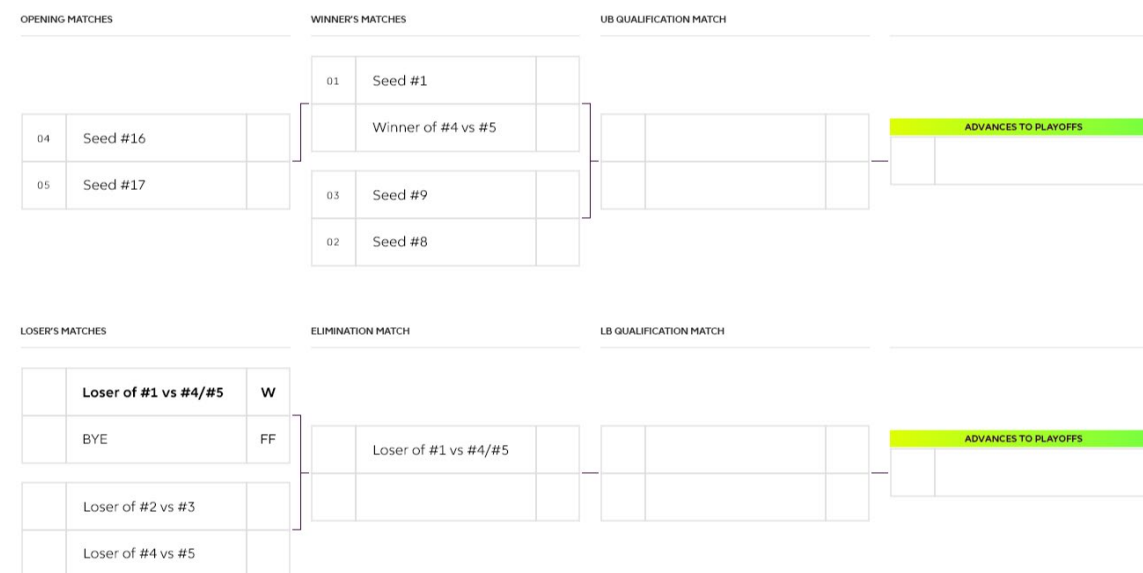 OPENING MATCHES
WINNER'S MATCHES
UB QUALIFICATION MATCH
04 Seed #16
05 Seed #17
01 Seed #1
Winner of #4 vs #5
03 Seed #9
02 Seed #8
ADVANCES TO PLAYOFFS
LOSER'S MATCHES
ELIMINATION MATCH
LB QUALIFICATION MATCH
Loser of #1 vs #4/#5 W
BYE FF
Loser of #2 vs #3
Loser of #4 vs #5
Loser of #1 vs #4/#5
ADVANCES TO PLAYOFFS